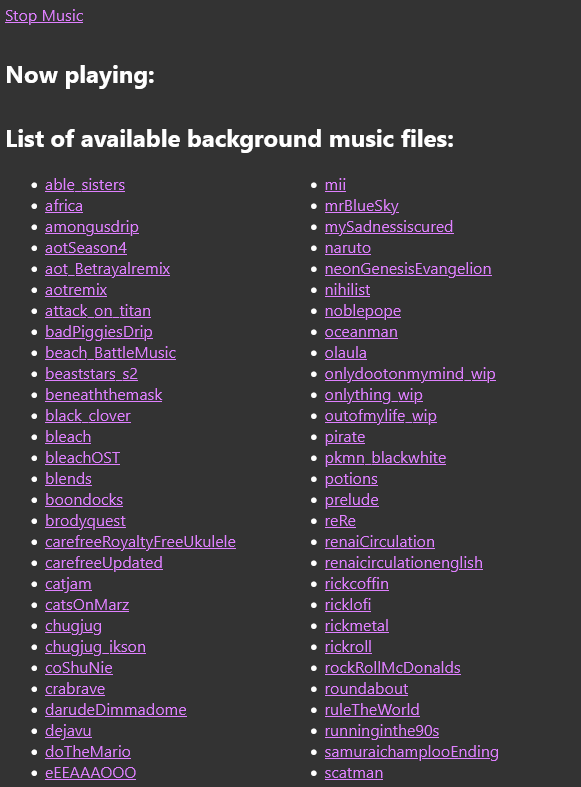 Stop Music
Now playing:
List of available background music files:
able_sisters
africa
amongusdrip
aotSeason4
aot_Betrayalremix
aotremix
attack_on_titan
badPiggiesDrip
beach_BattleMusic
beaststars_s2
beneaththemask
black_clover
bleach
bleachOST
blends
boondocks
brodyquest
carefreeRoyaltyFreeUkulele
carefreeUpdated
catjam
catsOnMarz
chugjug
chugjug_ikson
coShuNie
crabrave
darudeDimmadome
dejavu
doTheMario
eEEAAAOOO
mii
mrBlueSky
mySadnessiscured
naruto
neonGenesisEvangelion
nihilist
noblepope
oceanman
olaula
onlydootonmymind_wip
onlything_wip
outofmylife_wip
pirate
pkmn_blackwhite
potions
prelude
reRe
renaiCirculation
renaicirculationenglish
rickcoffin
ricklofi
rickmetal
rickroll
rockRollMcDonalds
roundabout
ruleTheWorld
runninginthe90s
samuraichamplooEnding
scatman